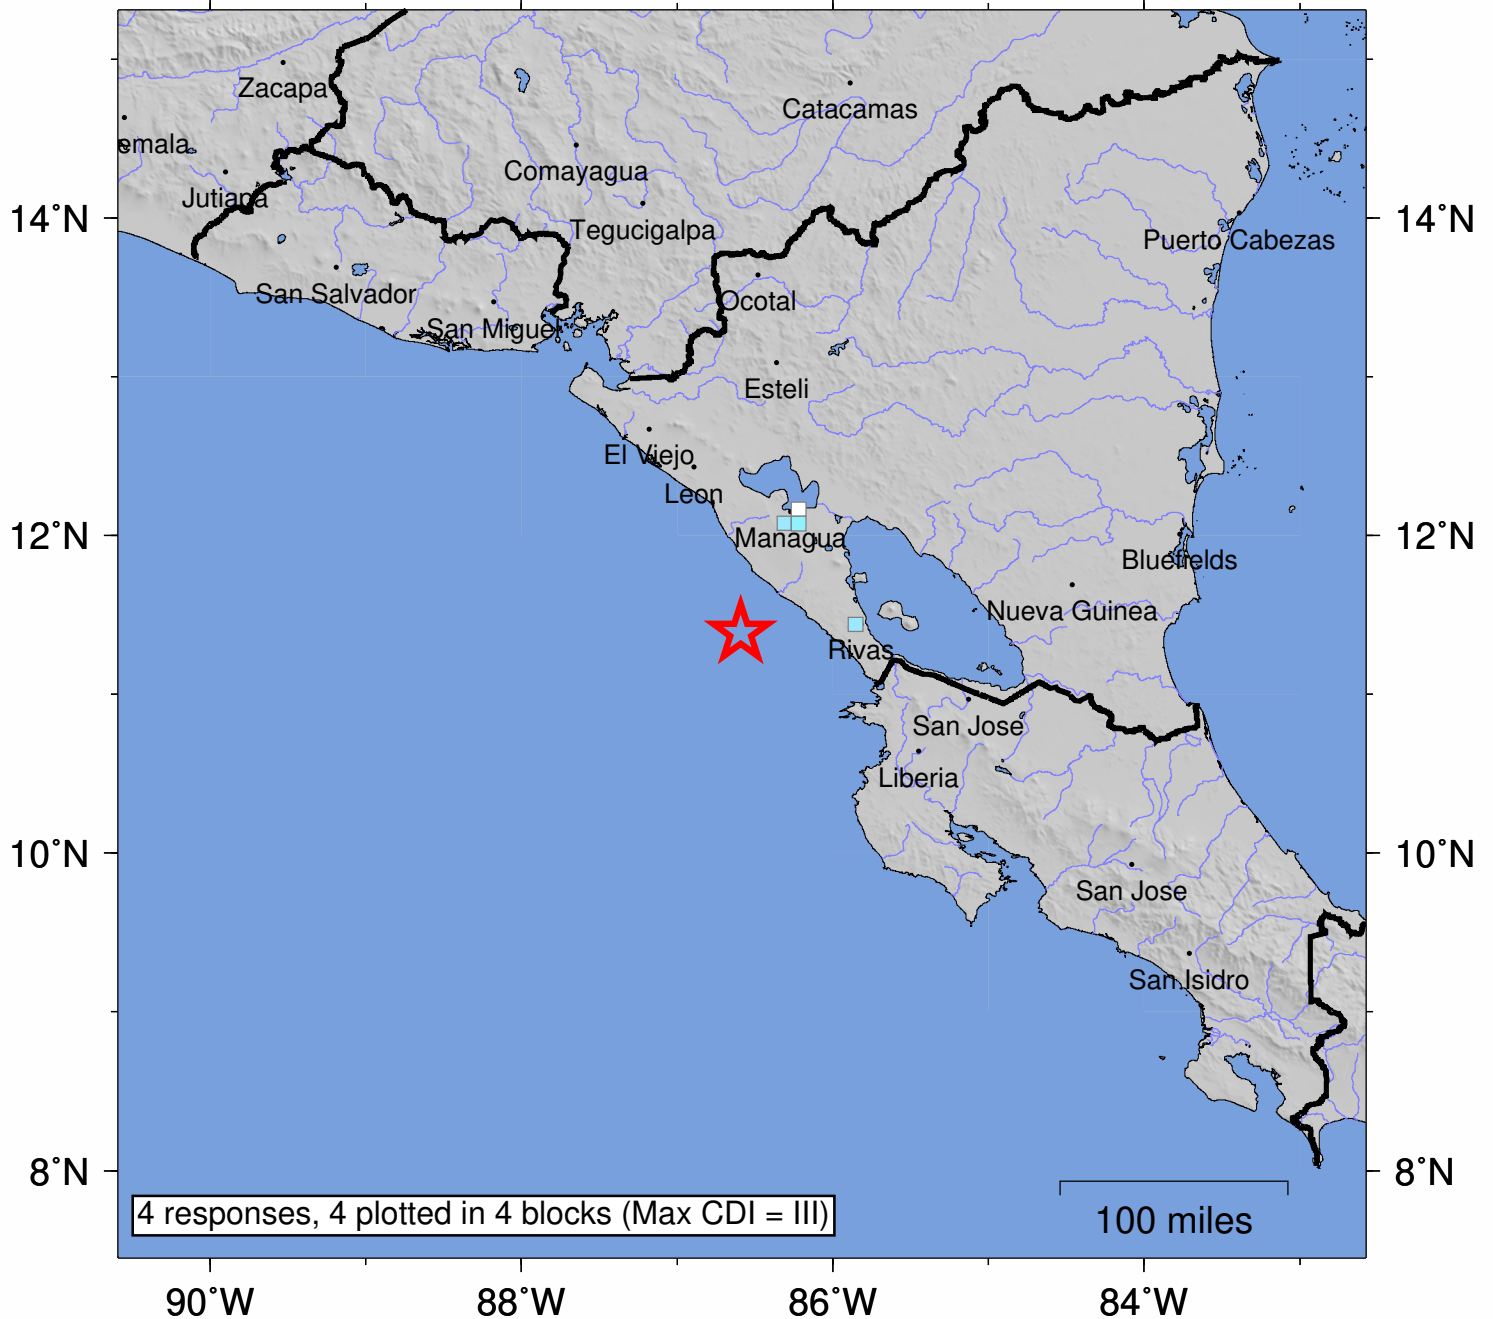 Zacapa
Catacamas
emala
Comayagua
Jutiapa
14°N
14°N
Tegucigalpa
Puerto Cabezas
San Salvador
Ocotal
San Miguel
Esteli
El Viejo
Leon
12°N
12°N
Managua
Bluefields
Nueva Guinea
Rivas
San Jose
Liberia
10°N
10°N
San Jose
San Isidro
8°N
8°N
4 responses, 4 plotted in 4 blocks (Max CDI = III)
100 miles
90°W
88°W
86°W
84°W